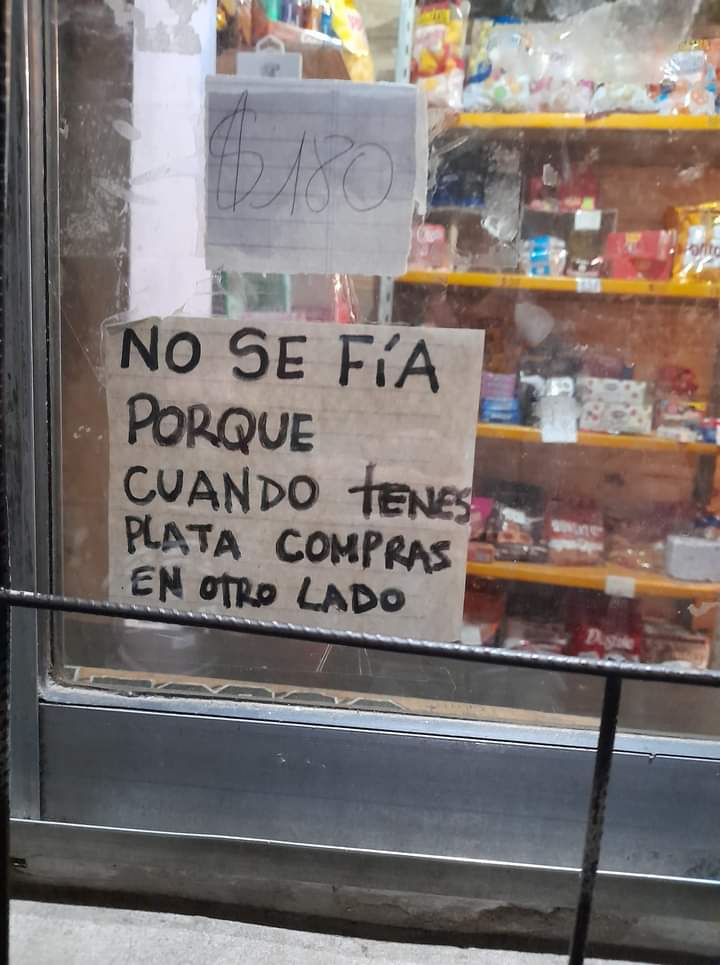 $180
NO SE FÍA
PORQUE
CUANDO TENES
PLATA COMPRAS
EN OTRO LADO